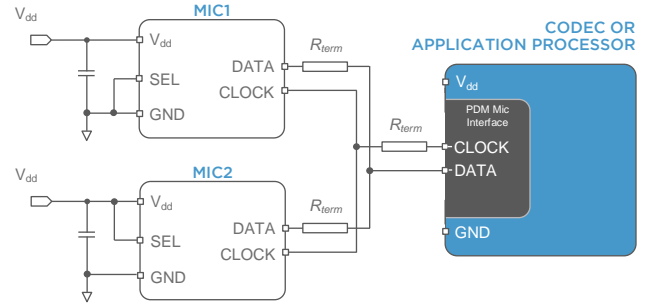 MIC1
Vdd
Vdd
Rterm
DATA
SEL
CLOCK
GND
CODEC OR
APPLICATION PROCESSOR
Vdd
PDM Mic
Interface
Rterm
CLOCK
DATA
GND
MIC2
Vdd
Vdd
Rterm
DATA
SEL
CLOCK
GND